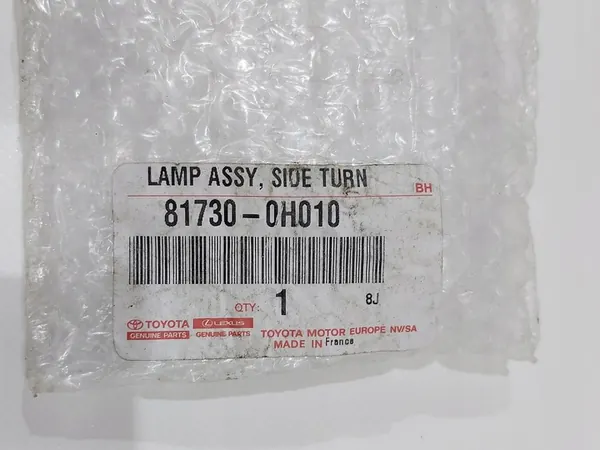 LAMP ASSY, SIDE TURN
BH
81730-0H010
QTY: 1 8J
TOYOTA LEXUS
GENUINE PARTS GENUINE PARTS
TOYOTA MOTOR EUROPE NV/SA
MADE IN France